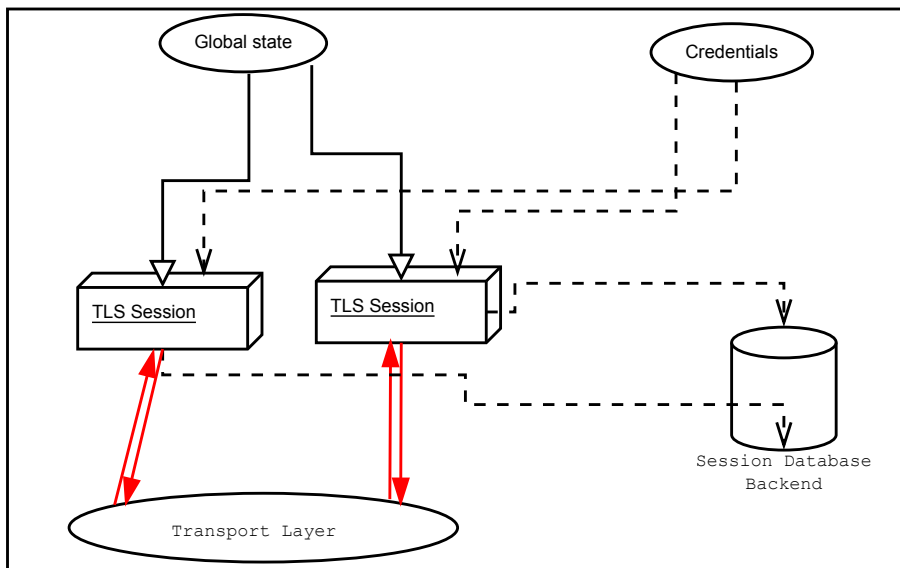 Global state
Credentials
TLS Session
TLS Session
Session Database
Backend
Transport Layer